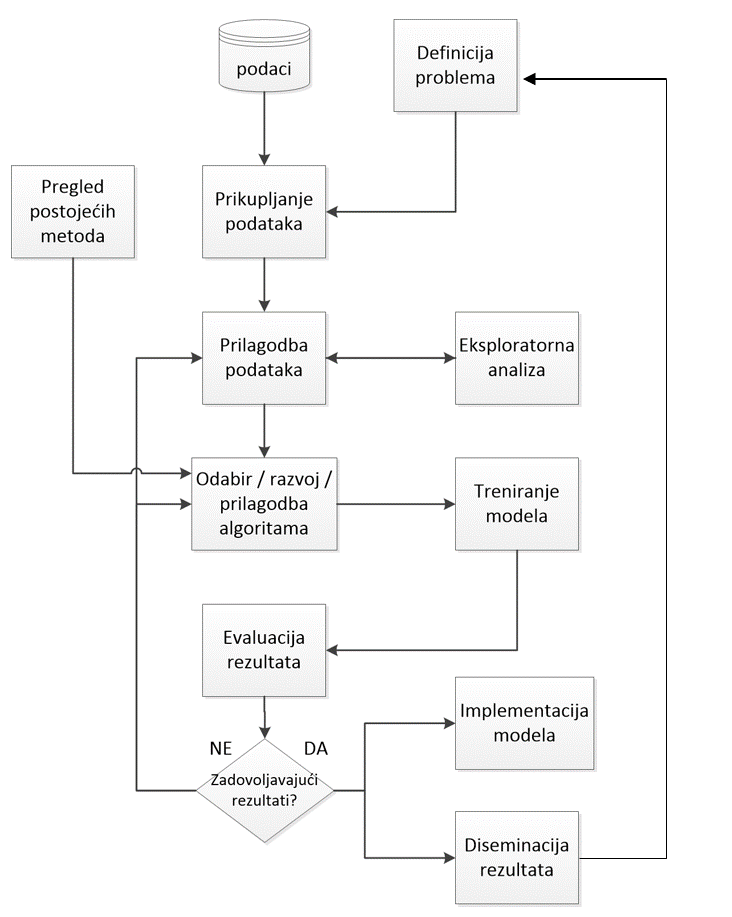 podaci
Definicija
problema
Pregled
postojećih
metoda
Prikupljanje
podataka
Prilagodba
podataka
Eksploratorna
analiza
Odabir / razvoj /
prilagodba
algoritama
Treniranje
modela
Evaluacija
rezultata
Implementacija
modela
NE
DA
Zadovoljavajući
rezultati?
Diseminacija
rezultata